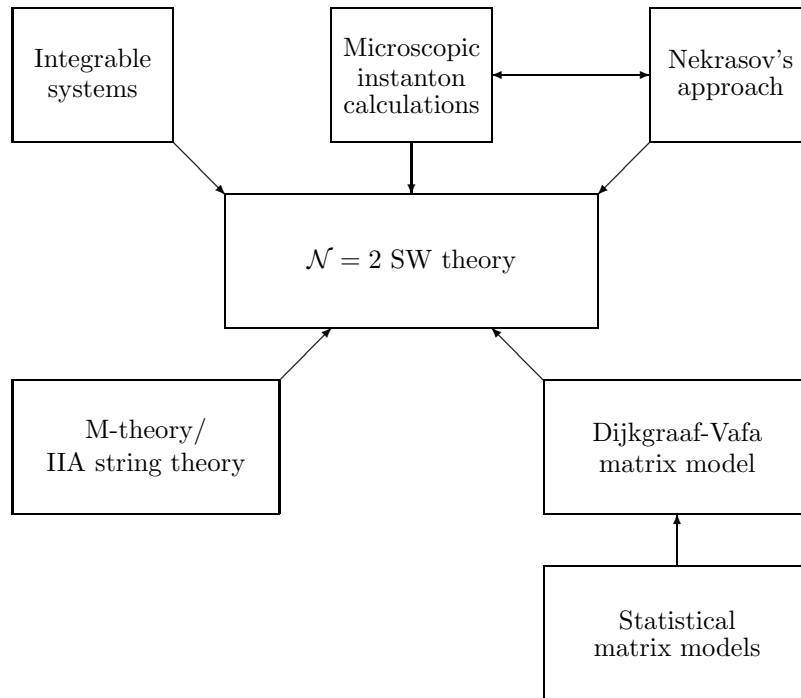 Integrable
systems
Microscopic
instanton
calculations
Nekrasov's
approach
𝒩 = 2 SW theory
M-theory/
IIA string theory
Dijkgraaf-Vafa
matrix model
Statistical
matrix models